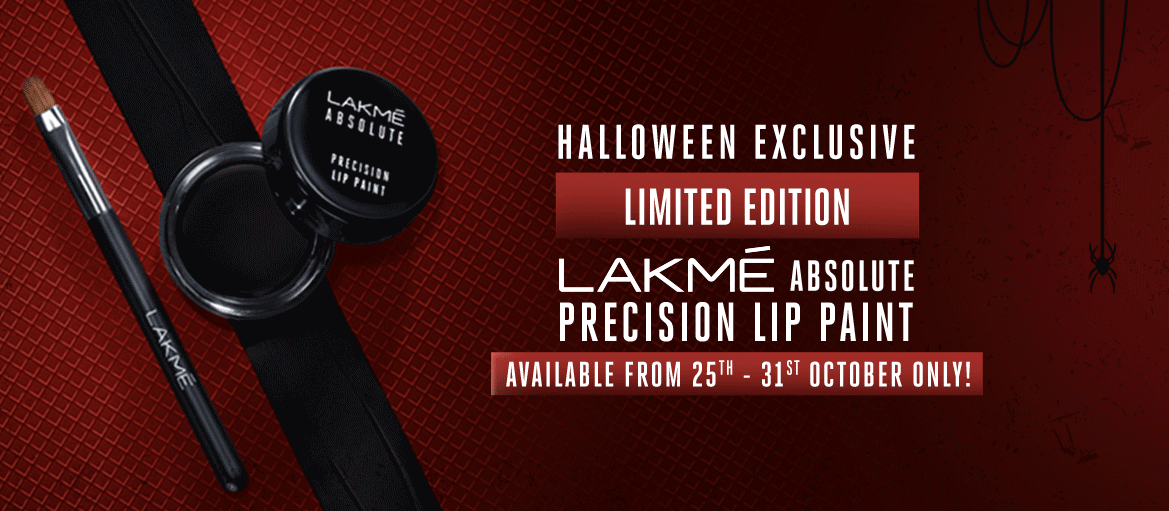 LAKMÉ
ABSOLUTE
PRECISION
LIP PAINT
LAKMÉ
HALLOWEEN EXCLUSIVE
LIMITED EDITION
LAKMÉ ABSOLUTE
PRECISION LIP PAINT
AVAILABLE FROM 25TH - 31ST OCTOBER ONLY!